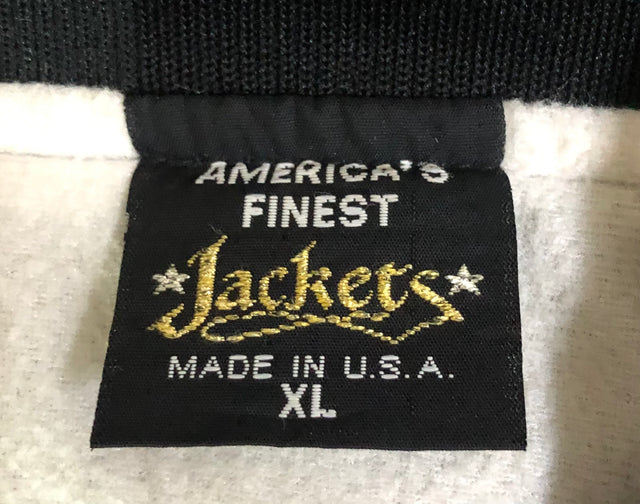 AMERICA'S
FINEST
Jackets
MADE IN U.S.A.
XL